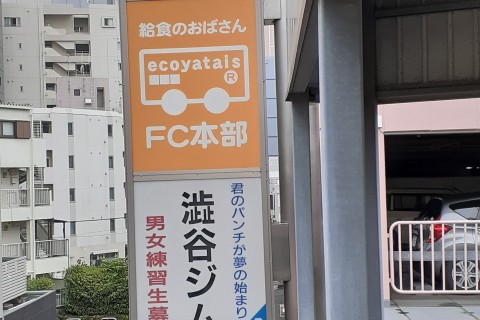 給食のおばさん
ecoyatais
®
FC本部
君のパンチが夢の始まり
澁谷ジム
男女練習生募